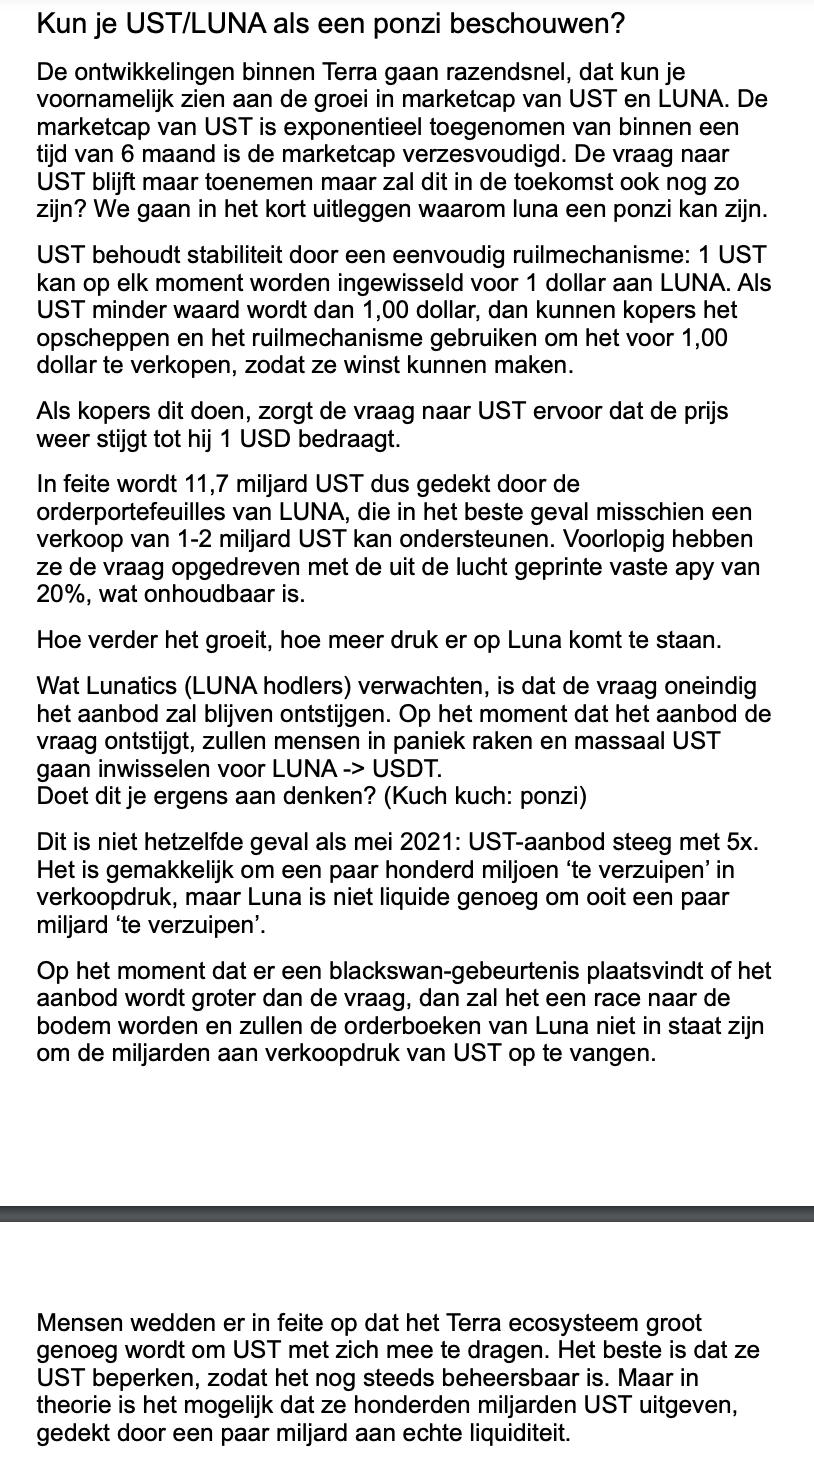 Kun je UST/LUNA als een ponzi beschouwen?
De ontwikkelingen binnen Terra gaan razendsnel, dat kun je
voornamelijk zien aan de groei in marketcap van UST en LUNA. De
marketcap van UST is exponentieel toegenomen van binnen een
tijd van 6 maand is de marketcap verzesvoudigd. De vraag naar
UST blijft maar toenemen maar zal dit in de toekomst ook nog zo
zijn? We gaan in het kort uitleggen waarom luna een ponzi kan zijn.
UST behoudt stabiliteit door een eenvoudig ruilmechanisme: 1 UST
kan op elk moment worden ingewisseld voor 1 dollar aan LUNA. Als
UST minder waard wordt dan 1,00 dollar, dan kunnen kopers het
opscheppen en het ruilmechanisme gebruiken om het voor 1,00
dollar te verkopen, zodat ze winst kunnen maken.
Als kopers dit doen, zorgt de vraag naar UST ervoor dat de prijs
weer stijgt tot hij 1 USD bedraagt.
In feite wordt 11,7 miljard UST dus gedekt door de
orderportefeuilles van LUNA, die in het beste geval misschien een
verkoop van 1-2 miljard UST kan ondersteunen. Voorlopig hebben
ze de vraag opgedreven met de uit de lucht geprinte vaste apy van
20%, wat onhoudbaar is.
Hoe verder het groeit, hoe meer druk er op Luna komt te staan.
Wat Lunatics (LUNA hodlers) verwachten, is dat de vraag oneindig
het aanbod zal blijven ontstijgen. Op het moment dat het aanbod de
vraag ontstijgt, zullen mensen in paniek raken en massaal UST
gaan inwisselen voor LUNA -> USDT.
Doet dit je ergens aan denken? (Kuch kuch: ponzi)
Dit is niet hetzelfde geval als mei 2021: UST-aanbod steeg met 5x.
Het is gemakkelijk om een paar honderd miljoen ‘te verzuipen’ in
verkoopdruk, maar Luna is niet liquide genoeg om ooit een paar
miljard ‘te verzuipen’.
Op het moment dat er een blackswan-gebeurtenis plaatsvindt of het
aanbod wordt groter dan de vraag, dan zal het een race naar de
bodem worden en zullen de orderboeken van Luna niet in staat zijn
om de miljarden aan verkoopdruk van UST op te vangen.
Mensen wedden er in feite op dat het Terra ecosysteem groot
genoeg wordt om UST met zich mee te dragen. Het beste is dat ze
UST beperken, zodat het nog steeds beheersbaar is. Maar in
theorie is het mogelijk dat ze honderden miljarden UST uitgeven,
gedekt door een paar miljard aan echte liquiditeit.